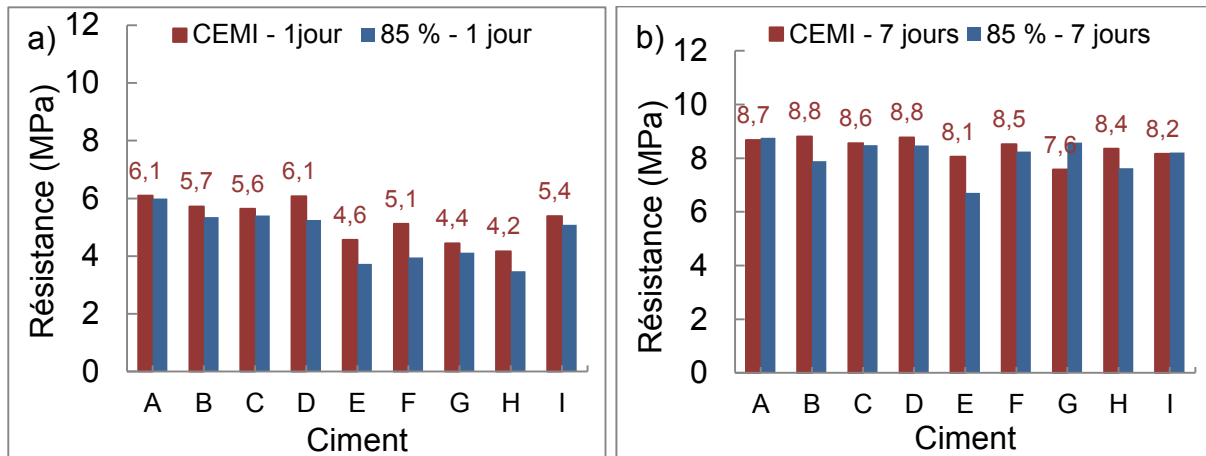 a)
CEMI - 1jour 85 % - 1 jour
Résistance (MPa)
12
10
8
6
4
2
0
6,1 5,7 5,6 6,1 4,6 5,1 4,4 4,2 5,4
A B C D E F G H I
Ciment
b)
CEMI - 7 jours 85 % - 7 jours
Résistance (MPa)
12
10
8
6
4
2
0
8,7 8,8 8,6 8,8 8,1 8,5 7,6 8,4 8,2
A B C D E F G H I
Ciment